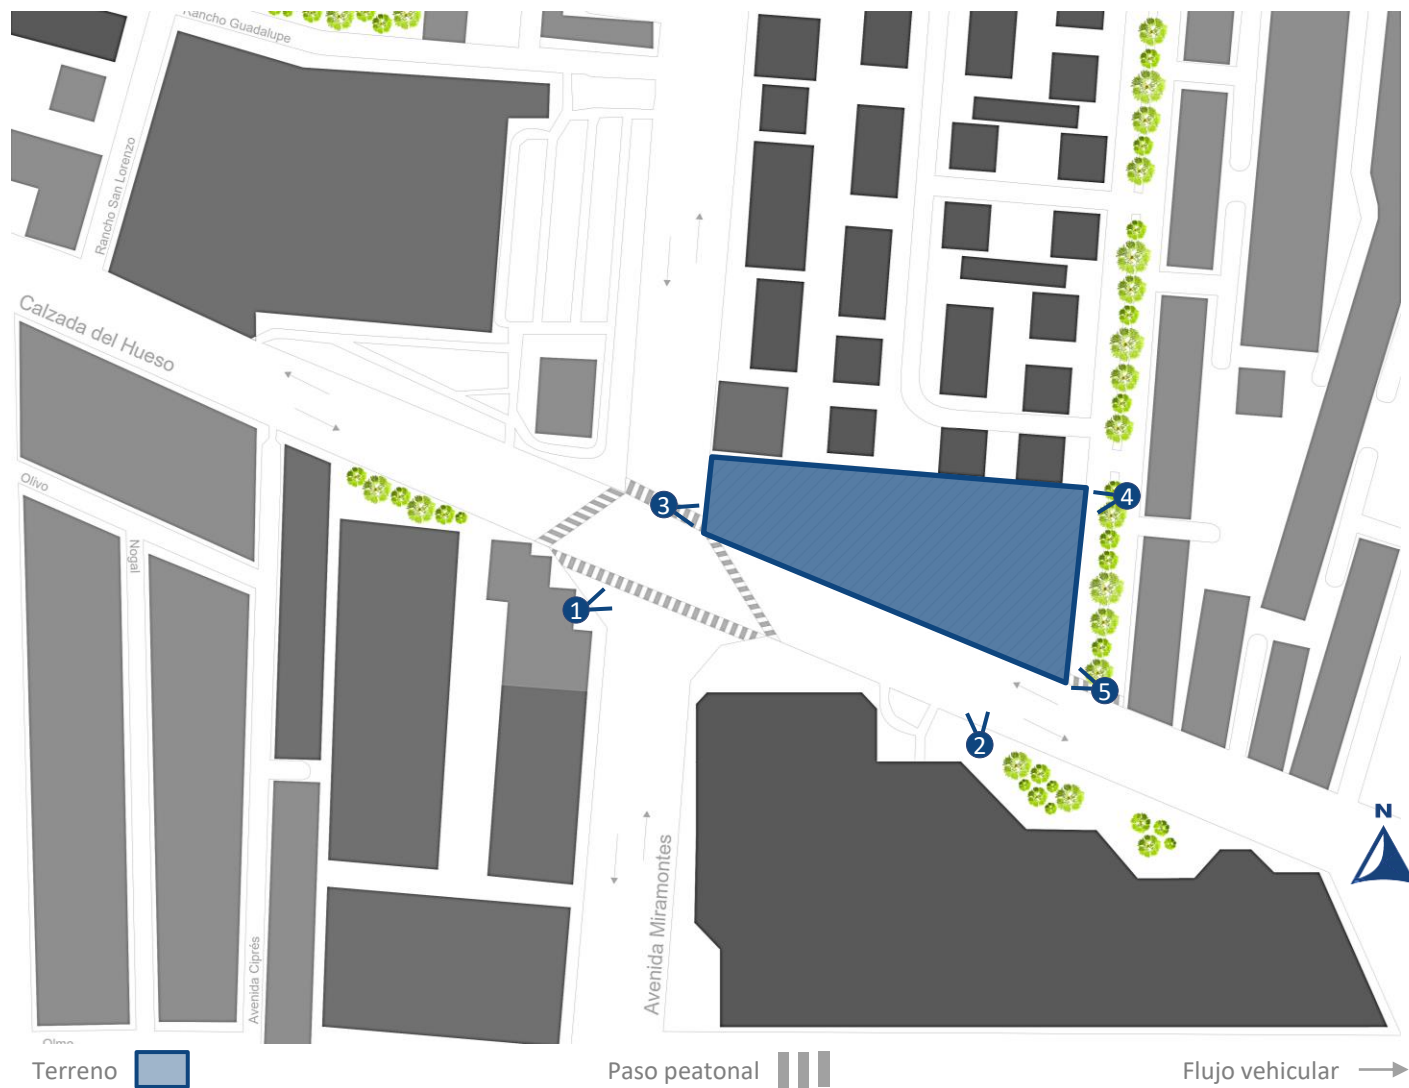 Rancho Guadalupe
Rancho San Lorenzo
Calzada del Hueso
Olivo
Nogal
3
4
1
5
2
N
Avenida Miramontes
Avenida Ciprés
Olmo
Terreno
Paso peatonal
Flujo vehicular